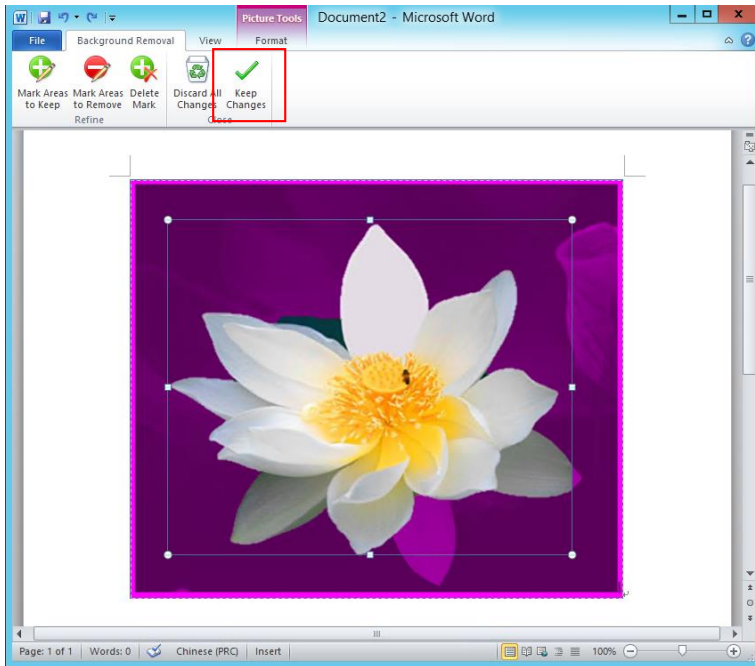 Picture Tools
Document2 - Microsoft Word
File
Background Removal
View
Format
Mark Areas to Keep
Mark Areas to Remove
Delete Mark
Discard All Changes
Keep Changes
Refine
Close
Page: 1 of 1
Words: 0
Chinese (PRC)
Insert
100%